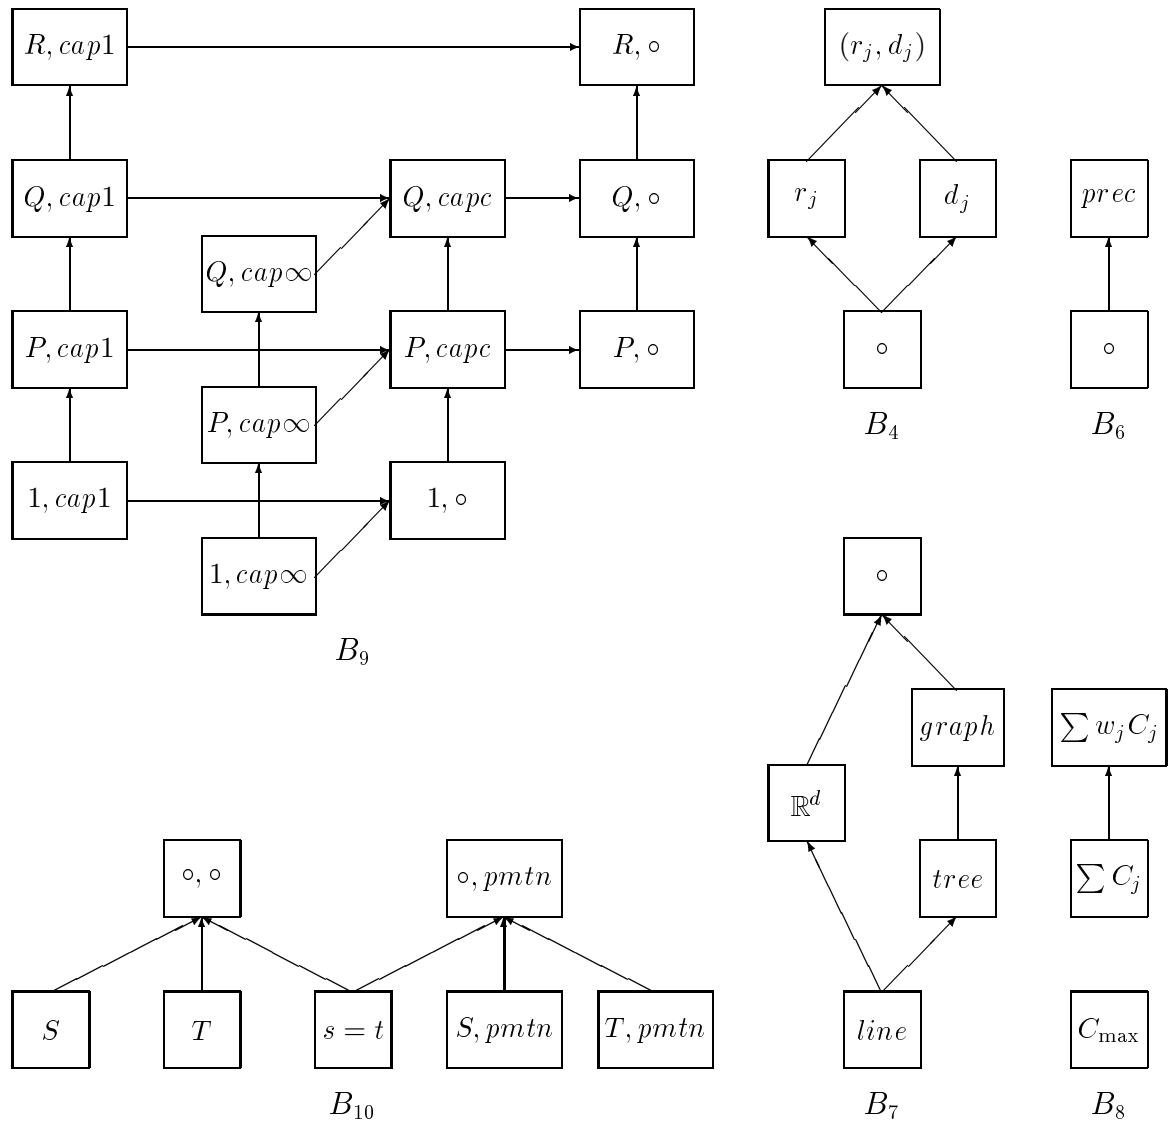 R, cap1
R, ∘
(r_j, d_j)
Q, cap1
Q, capc
Q, ∘
r_j
d_j
prec
Q, cap∞
P, cap1
P, capc
P, ∘
∘
∘
P, cap∞
B_4
B_6
1, cap1
1, ∘
1, cap∞
∘
B_9
graph
∑ w_j C_j
ℝ^d
∘, ∘
∘, pmtn
tree
∑ C_j
S
T
s = t
S, pmtn
T, pmtn
line
C_max
B_10
B_7
B_8